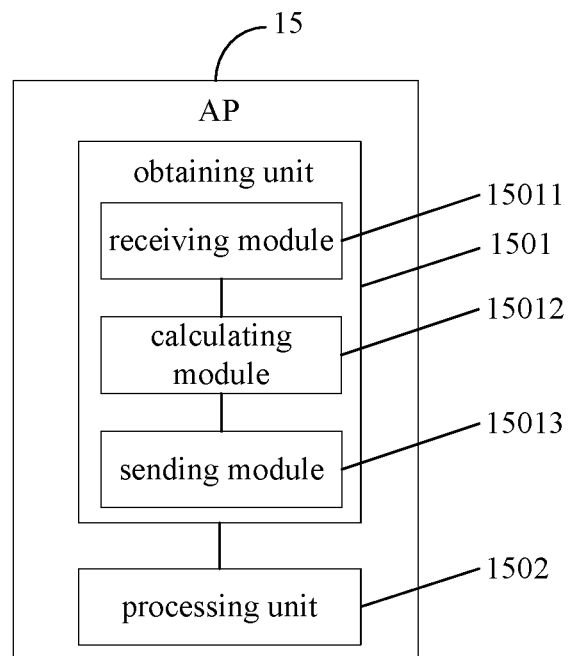 15
AP
obtaining unit
15011
receiving module
1501
15012
calculating
module
15013
sending module
1502
processing unit